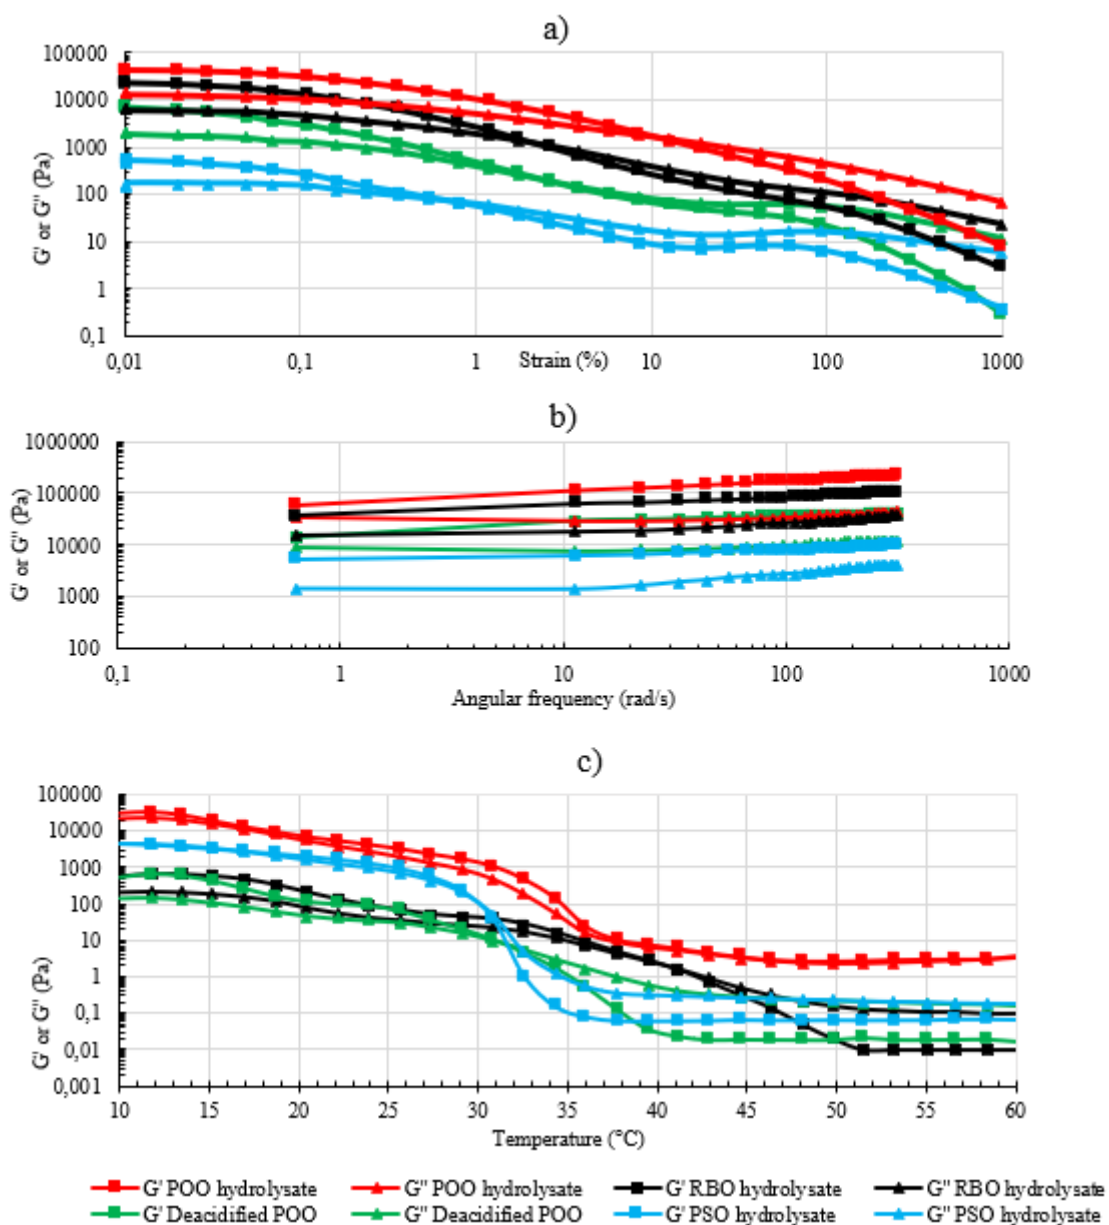 a)
100000
10000
1000
100
10
1
0,1
G' or G'' (Pa)
0,01 0,1 1 10 100 1000
Strain (%)
b)
1000000
100000
10000
1000
100
G' or G'' (Pa)
0,1 1 10 100 1000
Angular frequency (rad/s)
c)
100000
10000
1000
100
10
1
0,1
0,01
0,001
G' or G'' (Pa)
10 15 20 25 30 35 40 45 50 55 60
Temperature (°C)
G' POO hydrolysate G'' POO hydrolysate G' RBO hydrolysate G'' RBO hydrolysate
G' Deacidified POO G'' Deacidified POO G' PSO hydrolysate G'' PSO hydrolysate